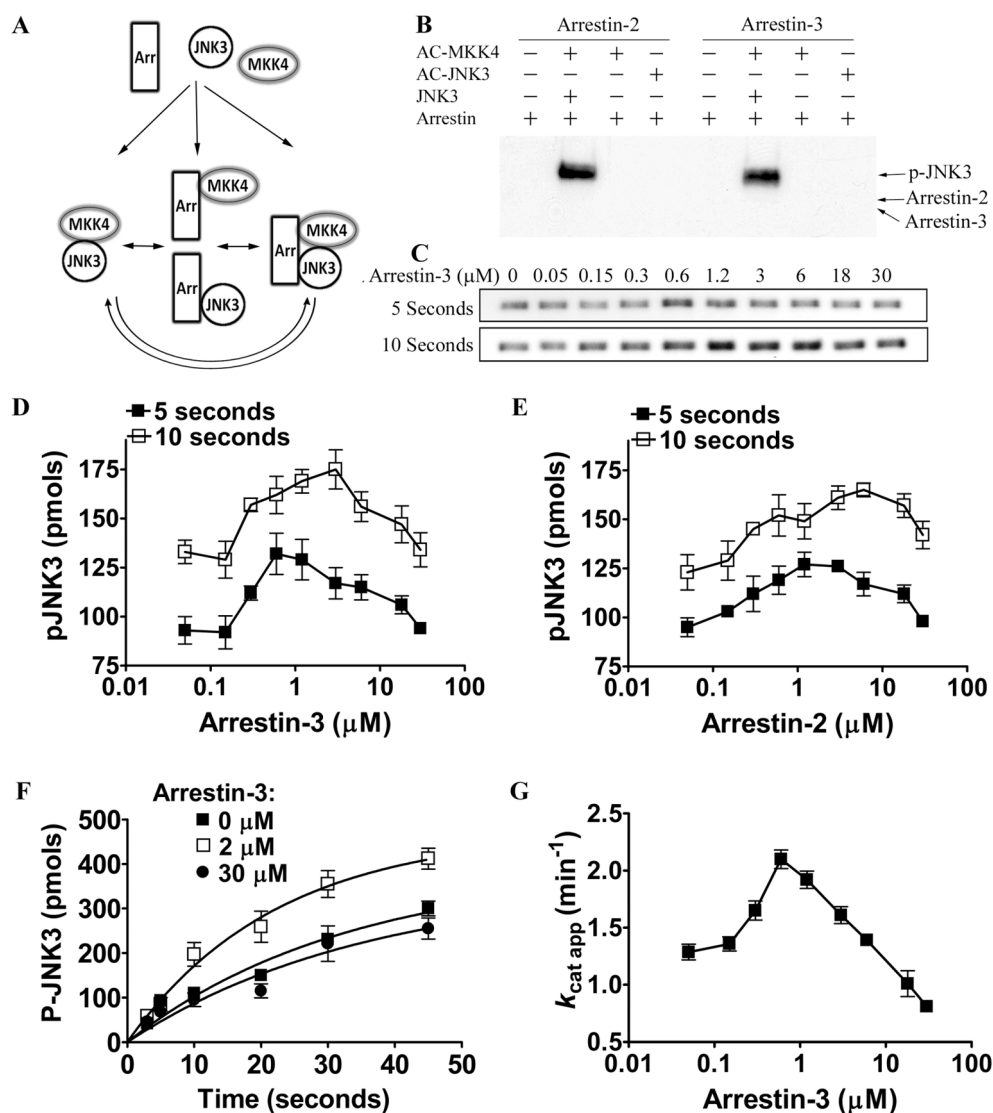 A
Arr
JNK3
MKK4
MKK4
Arr
MKK4
JNK3
Arr
MKK4
JNK3
Arr
JNK3
B
Arrestin-2 Arrestin-3
AC-MKK4 – + + – – + + –
AC-JNK3 – – – + – – – +
JNK3 – + – – – + – –
Arrestin + + + + + + + +
p-JNK3
Arrestin-2
Arrestin-3
C
.Arrestin-3 (μM) 0 0.05 0.15 0.3 0.6 1.2 3 6 18 30
5 Seconds
10 Seconds
D
5 seconds
10 seconds
pJNK3 (pmols)
175
150
125
100
75
0.01 0.1 1 10 100
Arrestin-3 (μM)
E
5 seconds
10 seconds
pJNK3 (pmols)
175
150
125
100
75
0.01 0.1 1 10 100
Arrestin-2 (μM)
F
Arrestin-3:
0 μM
2 μM
30 μM
P-JNK3 (pmols)
500
400
300
200
100
0
0 10 20 30 40 50
Time (seconds)
G
kcat app (min-1)
2.5
2.0
1.5
1.0
0.5
0.01 0.1 1 10 100
Arrestin-3 (μM)